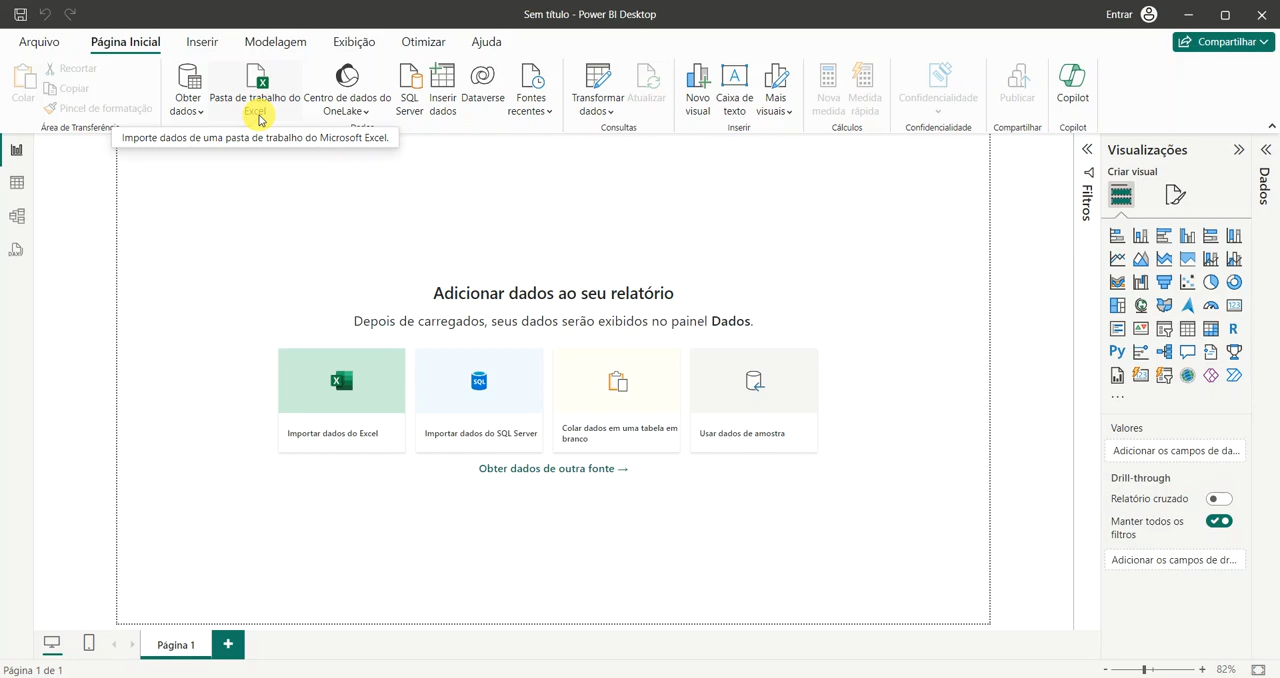 Sem título - Power BI Desktop
Entrar
Arquivo
Página Inicial
Inserir
Modelagem
Exibição
Otimizar
Ajuda
Compartilhar
Colar
Recortar
Copiar
Pincel de formatação
Área de Transferência
Obter dados
Pasta de trabalho do Excel
Centro de dados do OneLake
SQL Server
Inserir dados
Dataverse
Fontes recentes
Transformar dados
Atualizar
Consultas
Novo visual
Caixa de texto
Mais visuais
Inserir
Nova medida
Medida rápida
Cálculos
Confidencialidade
Confidencialidade
Publicar
Compartilhar
Copilot
Copilot
Importe dados de uma pasta de trabalho do Microsoft Excel.
Adicionar dados ao seu relatório
Depois de carregados, seus dados serão exibidos no painel Dados.
Importar dados do Excel
Importar dados do SQL Server
Colar dados em uma tabela em branco
Usar dados de amostra
Obter dados de outra fonte →
Filtros
Visualizações
Criar visual
Dados
Valores
Adicionar os campos de da...
Drill-through
Relatório cruzado
Manter todos os filtros
Adicionar os campos de dr...
Página 1
Página 1 de 1
82%